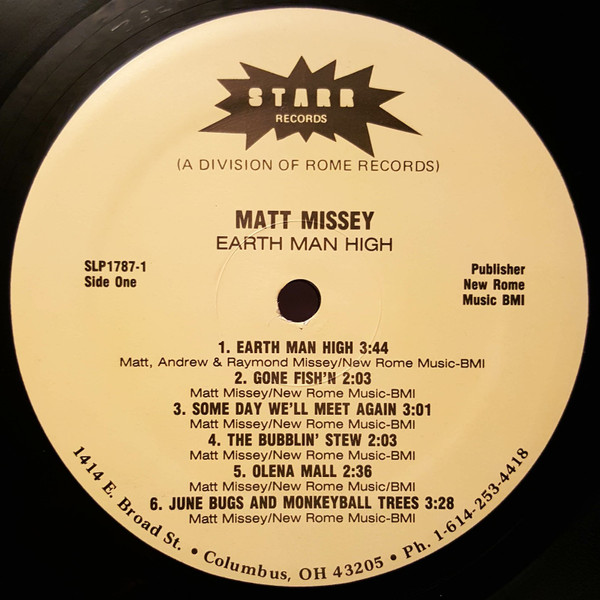 STARR
RECORDS
(A DIVISION OF ROME RECORDS)
MATT MISSEY
EARTH MAN HIGH
SLP1787-1
Side One
Publisher
New Rome
Music BMI
1. EARTH MAN HIGH 3:44
Matt, Andrew & Raymond Missey/New Rome Music-BMI
2. GONE FISH'N 2:03
Matt Missey/New Rome Music-BMI
3. SOME DAY WE'LL MEET AGAIN 3:01
Matt Missey/New Rome Music-BMI
4. THE BUBBLIN' STEW 2:03
Matt Missey/New Rome Music-BMI
5. OLENA MALL 2:36
Matt Missey/New Rome Music/BMI
6. JUNE BUGS AND MONKEYBALL TREES 3:28
Matt Missey/New Rome Music-BMI
1414 E. Broad St. • Columbus, OH 43205 • Ph. 1-614-253-4418